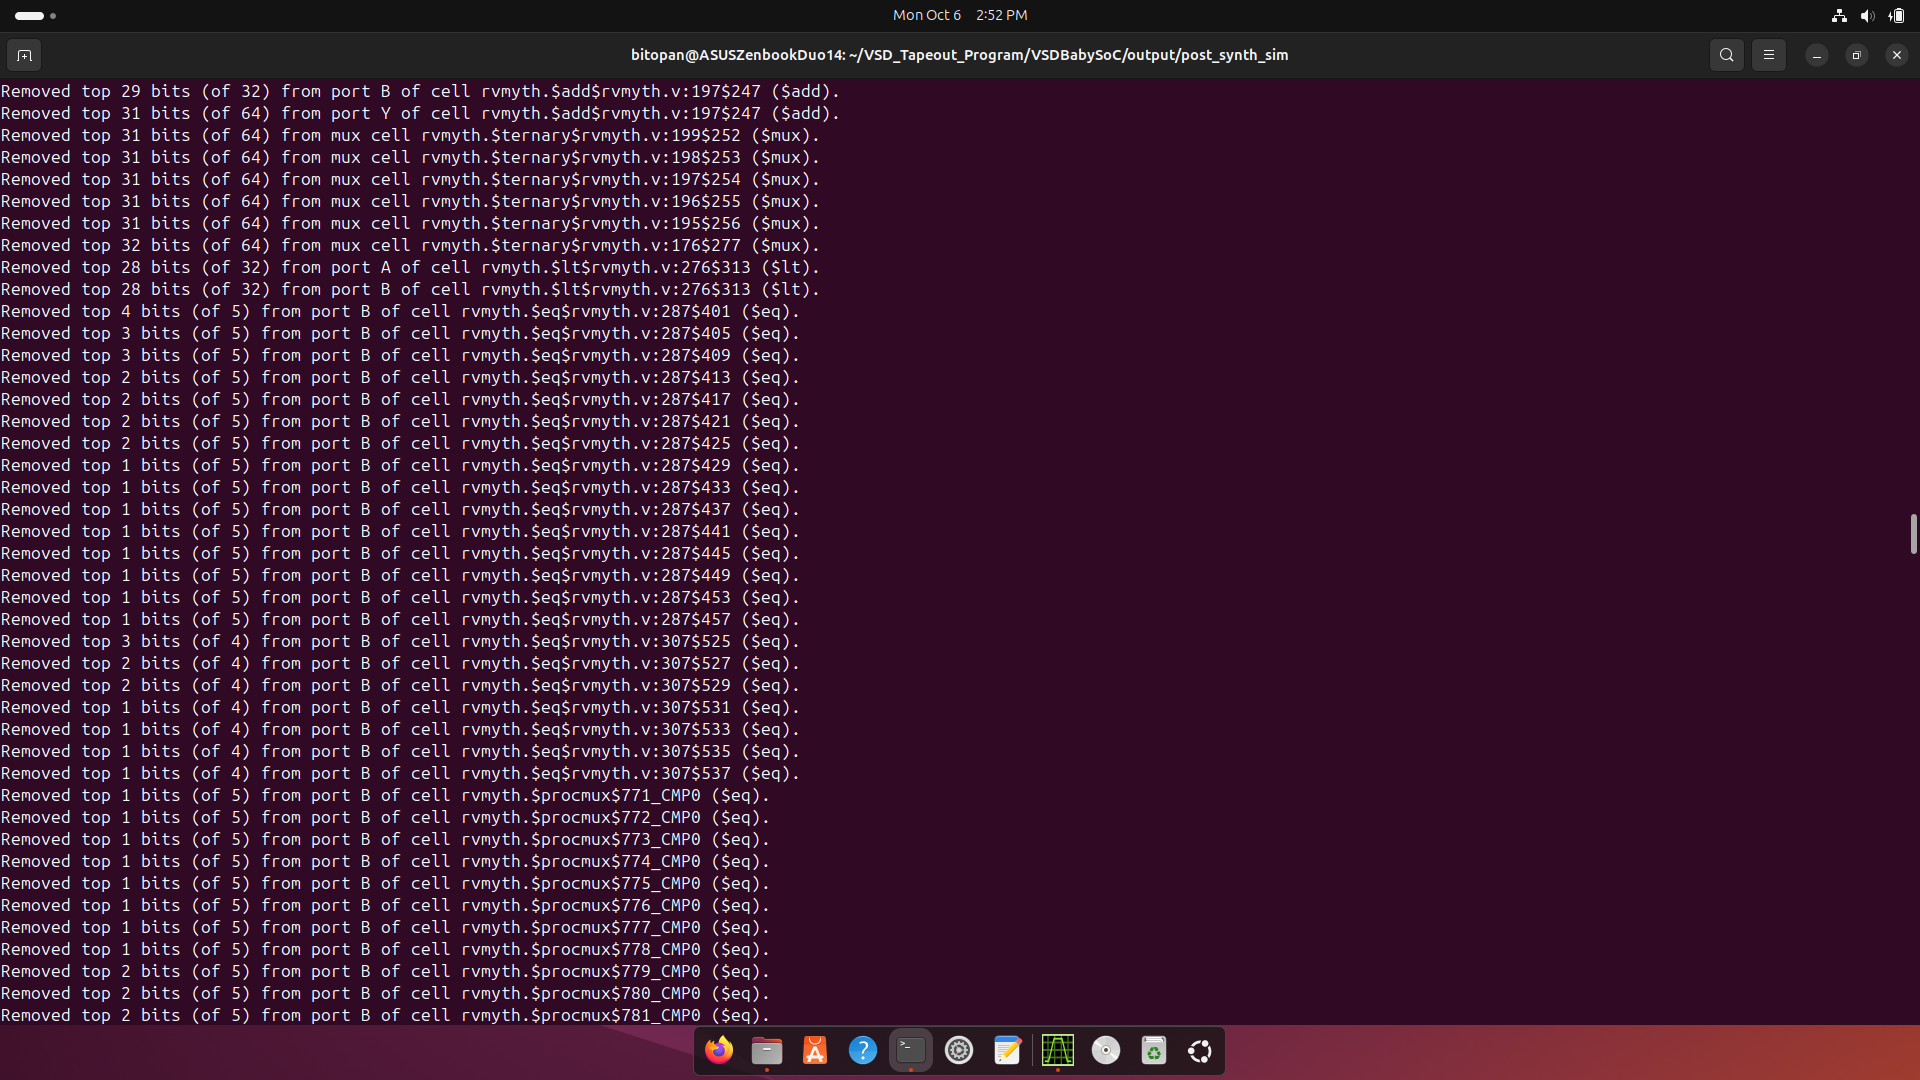 Mon Oct 6 2:52 PM
bitopan@ASUSZenbookDuo14: ~/VSD_Tapeout_Program/VSDBabySoC/output/post_synth_sim
Removed top 29 bits (of 32) from port B of cell rvmyth.$add$rvmyth.v:197$247 ($add).
Removed top 31 bits (of 64) from port Y of cell rvmyth.$add$rvmyth.v:197$247 ($add).
Removed top 31 bits (of 64) from mux cell rvmyth.$ternary$rvmyth.v:199$252 ($mux).
Removed top 31 bits (of 64) from mux cell rvmyth.$ternary$rvmyth.v:198$253 ($mux).
Removed top 31 bits (of 64) from mux cell rvmyth.$ternary$rvmyth.v:197$254 ($mux).
Removed top 31 bits (of 64) from mux cell rvmyth.$ternary$rvmyth.v:196$255 ($mux).
Removed top 31 bits (of 64) from mux cell rvmyth.$ternary$rvmyth.v:195$256 ($mux).
Removed top 32 bits (of 64) from mux cell rvmyth.$ternary$rvmyth.v:176$277 ($mux).
Removed top 28 bits (of 32) from port A of cell rvmyth.$lt$rvmyth.v:276$313 ($lt).
Removed top 28 bits (of 32) from port B of cell rvmyth.$lt$rvmyth.v:276$313 ($lt).
Removed top 4 bits (of 5) from port B of cell rvmyth.$eq$rvmyth.v:287$401 ($eq).
Removed top 3 bits (of 5) from port B of cell rvmyth.$eq$rvmyth.v:287$405 ($eq).
Removed top 3 bits (of 5) from port B of cell rvmyth.$eq$rvmyth.v:287$409 ($eq).
Removed top 2 bits (of 5) from port B of cell rvmyth.$eq$rvmyth.v:287$413 ($eq).
Removed top 2 bits (of 5) from port B of cell rvmyth.$eq$rvmyth.v:287$417 ($eq).
Removed top 2 bits (of 5) from port B of cell rvmyth.$eq$rvmyth.v:287$421 ($eq).
Removed top 2 bits (of 5) from port B of cell rvmyth.$eq$rvmyth.v:287$425 ($eq).
Removed top 1 bits (of 5) from port B of cell rvmyth.$eq$rvmyth.v:287$429 ($eq).
Removed top 1 bits (of 5) from port B of cell rvmyth.$eq$rvmyth.v:287$433 ($eq).
Removed top 1 bits (of 5) from port B of cell rvmyth.$eq$rvmyth.v:287$437 ($eq).
Removed top 1 bits (of 5) from port B of cell rvmyth.$eq$rvmyth.v:287$441 ($eq).
Removed top 1 bits (of 5) from port B of cell rvmyth.$eq$rvmyth.v:287$445 ($eq).
Removed top 1 bits (of 5) from port B of cell rvmyth.$eq$rvmyth.v:287$449 ($eq).
Removed top 1 bits (of 5) from port B of cell rvmyth.$eq$rvmyth.v:287$453 ($eq).
Removed top 1 bits (of 5) from port B of cell rvmyth.$eq$rvmyth.v:287$457 ($eq).
Removed top 3 bits (of 4) from port B of cell rvmyth.$eq$rvmyth.v:307$525 ($eq).
Removed top 2 bits (of 4) from port B of cell rvmyth.$eq$rvmyth.v:307$527 ($eq).
Removed top 2 bits (of 4) from port B of cell rvmyth.$eq$rvmyth.v:307$529 ($eq).
Removed top 1 bits (of 4) from port B of cell rvmyth.$eq$rvmyth.v:307$531 ($eq).
Removed top 1 bits (of 4) from port B of cell rvmyth.$eq$rvmyth.v:307$533 ($eq).
Removed top 1 bits (of 4) from port B of cell rvmyth.$eq$rvmyth.v:307$535 ($eq).
Removed top 1 bits (of 4) from port B of cell rvmyth.$eq$rvmyth.v:307$537 ($eq).
Removed top 1 bits (of 5) from port B of cell rvmyth.$procmux$771_CMP0 ($eq).
Removed top 1 bits (of 5) from port B of cell rvmyth.$procmux$772_CMP0 ($eq).
Removed top 1 bits (of 5) from port B of cell rvmyth.$procmux$773_CMP0 ($eq).
Removed top 1 bits (of 5) from port B of cell rvmyth.$procmux$774_CMP0 ($eq).
Removed top 1 bits (of 5) from port B of cell rvmyth.$procmux$775_CMP0 ($eq).
Removed top 1 bits (of 5) from port B of cell rvmyth.$procmux$776_CMP0 ($eq).
Removed top 1 bits (of 5) from port B of cell rvmyth.$procmux$777_CMP0 ($eq).
Removed top 1 bits (of 5) from port B of cell rvmyth.$procmux$778_CMP0 ($eq).
Removed top 2 bits (of 5) from port B of cell rvmyth.$procmux$779_CMP0 ($eq).
Removed top 2 bits (of 5) from port B of cell rvmyth.$procmux$780_CMP0 ($eq).
Removed top 2 bits (of 5) from port B of cell rvmyth.$procmux$781_CMP0 ($eq).